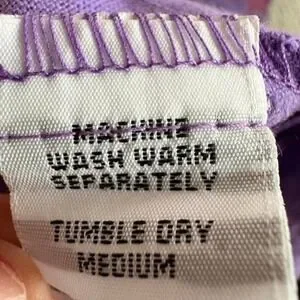 MACHINE
WASH WARM
SEPARATELY
TUMBLE DRY
MEDIUM